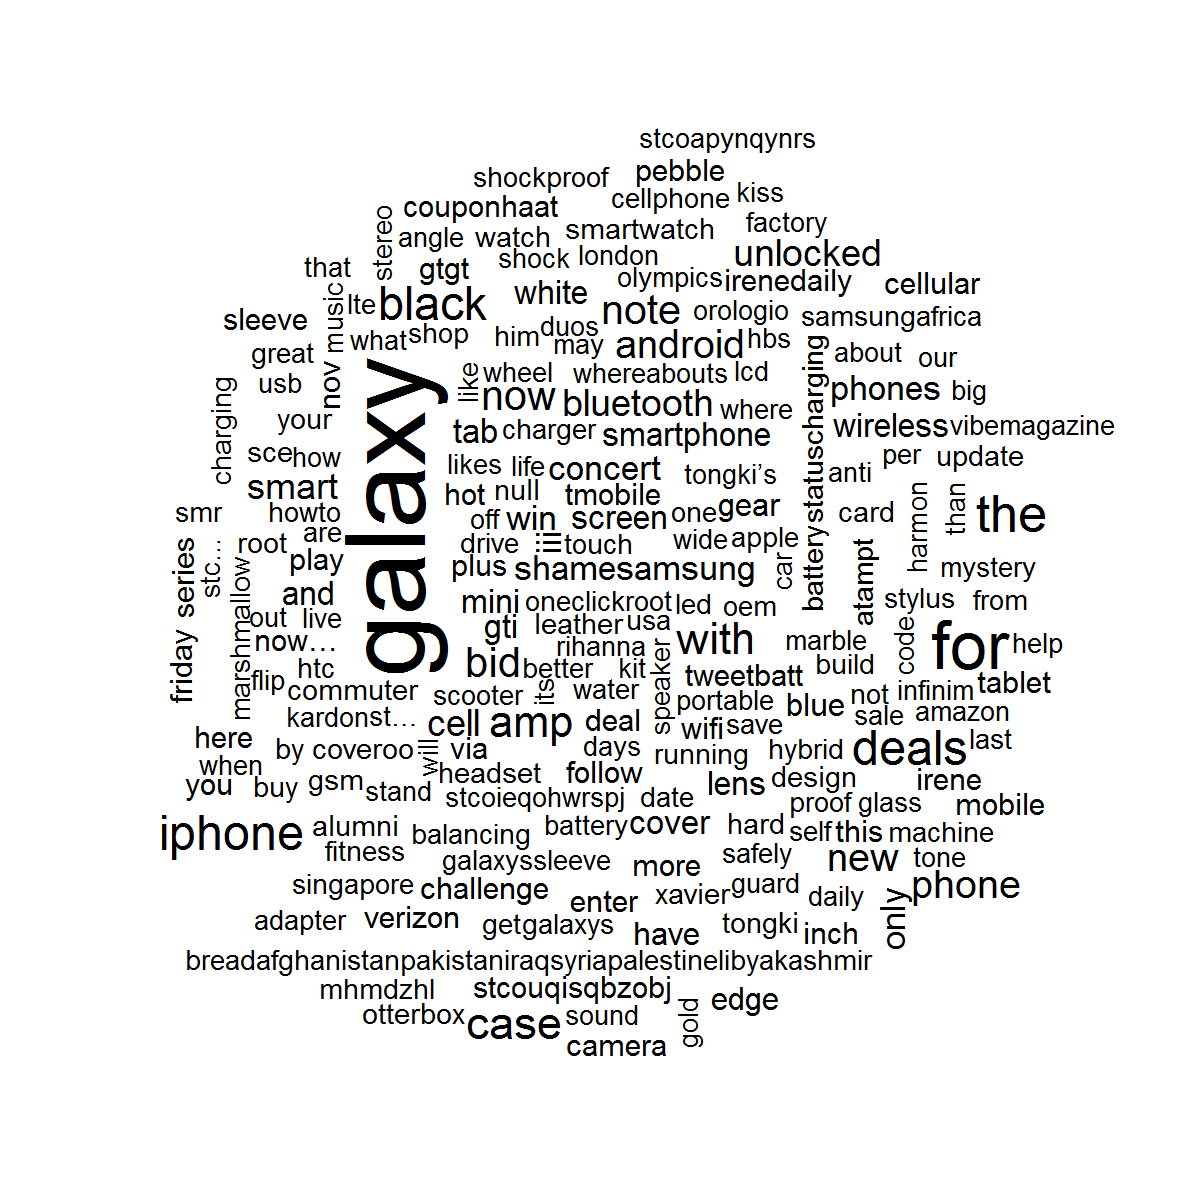 stcoapynqynrs
shockproof pebble
cellphone kiss
couponhaat
stereo angle watch smartwatch factory
that gtgt shock london unlocked
olympics irenedaily cellular
music lte black white note orologio samsungafrica
sleeve what shop him duos may android hbs
great about our
nov usb like wheel whereabouts lcd
galaxy now bluetooth where batterystatuscharging phones big
charging your tab charger smartphone wireless vibemagazine
sce how likes life concert tongki’s anti per update
smart hot null tmobile gear
smr howto off win screen one card harmon than the
are drive ill touch wide apple
stc… root play plus shamesamsung car atampt mystery
friday series marshmallow and mini oneclickroot led oem stylus from
out live gti leather usa
now… rihanna with marble code for help
flip htc bid better kit speaker tweetbatt build
commuter scooter its water portable blue not infinim tablet
kardonst… cell amp deal wifi save sale amazon
here by coveroo will via days running hybrid deals last
when headset follow
you buy gsm stand stcoieqohwrspj date lens design irene
proof glass mobile
iphone alumni balancing battery cover hard self this machine
fitness galaxyssleeve more safely new tone
singapore challenge enter xavier guard daily only phone
adapter verizon getgalaxys have tongki inch
breadafghanistanpakistaniraqsyriapalestinelibyakashmir
mhmdzhl stcouqisqbzobj gold edge
otterbox case sound
camera